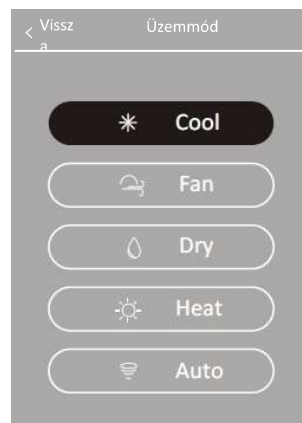 < Vissz
a
Üzemmód
Cool
Fan
Dry
Heat
Auto